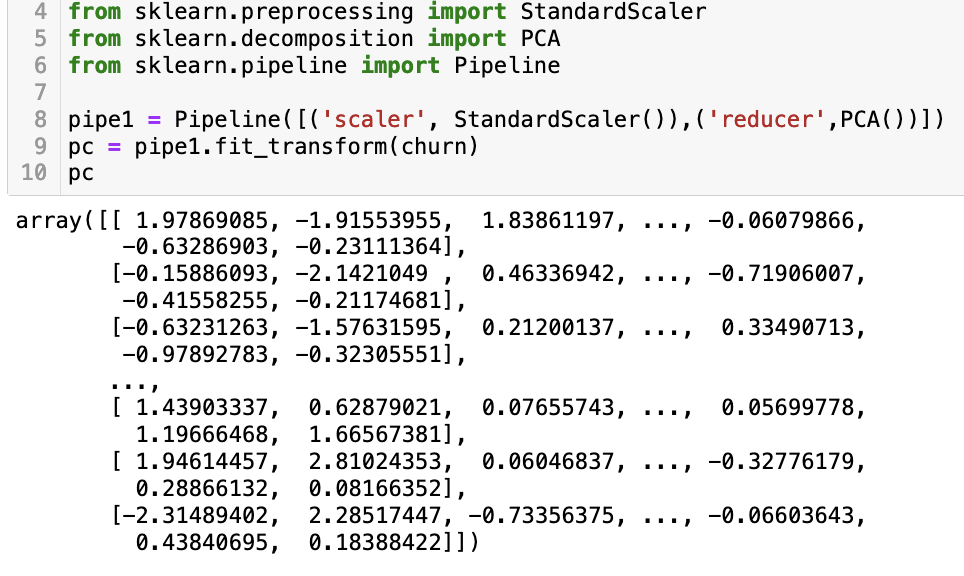 4 from sklearn.preprocessing import StandardScaler
5 from sklearn.decomposition import PCA
6 from sklearn.pipeline import Pipeline
7
8 pipe1 = Pipeline([('scaler', StandardScaler()),('reducer',PCA())])
9 pc = pipe1.fit_transform(churn)
10 pc
array([[ 1.97869085, -1.91553955,  1.83861197, ..., -0.06079866,
        -0.63286903, -0.23111364],
       [-0.15886093, -2.1421049 ,  0.46336942, ..., -0.71906007,
        -0.41558255, -0.21174681],
       [-0.63231263, -1.57631595,  0.21200137, ...,  0.33490713,
        -0.97892783, -0.32305551],
       ...,
       [ 1.43903337,  0.62879021,  0.07655743, ...,  0.05699778,
         1.19666468,  1.66567381],
       [ 1.94614457,  2.81024353,  0.06046837, ..., -0.32776179,
         0.28866132,  0.08166352],
       [-2.31489402,  2.28517447, -0.73356375, ..., -0.06603643,
         0.43840695,  0.18388422]])